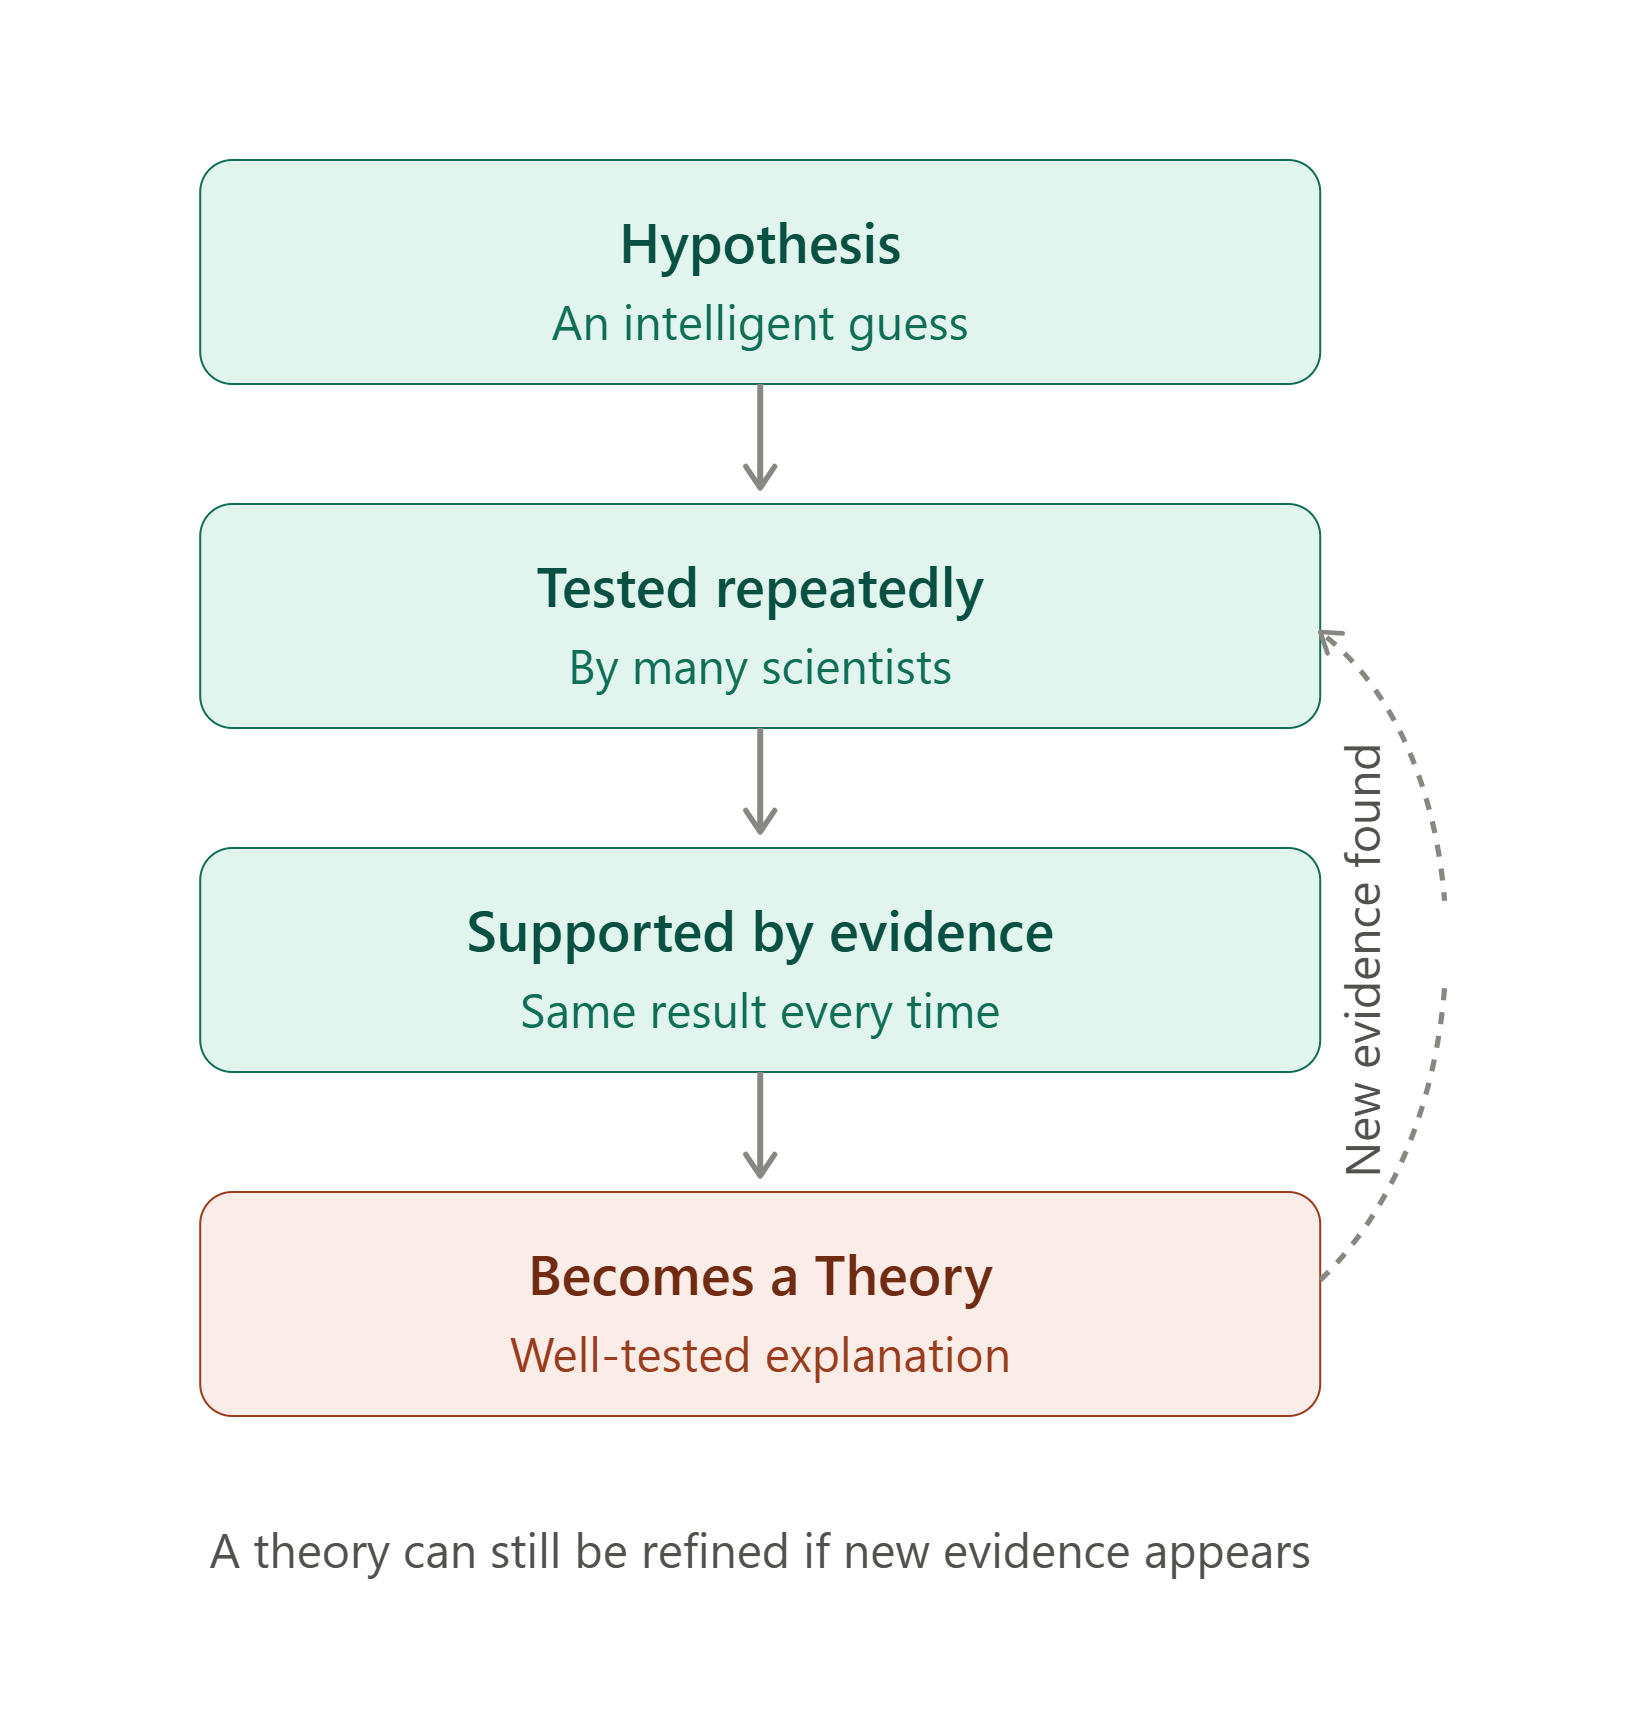 Hypothesis
An intelligent guess
Tested repeatedly
By many scientists
New evidence found
Supported by evidence
Same result every time
Becomes a Theory
Well-tested explanation
A theory can still be refined if new evidence appears